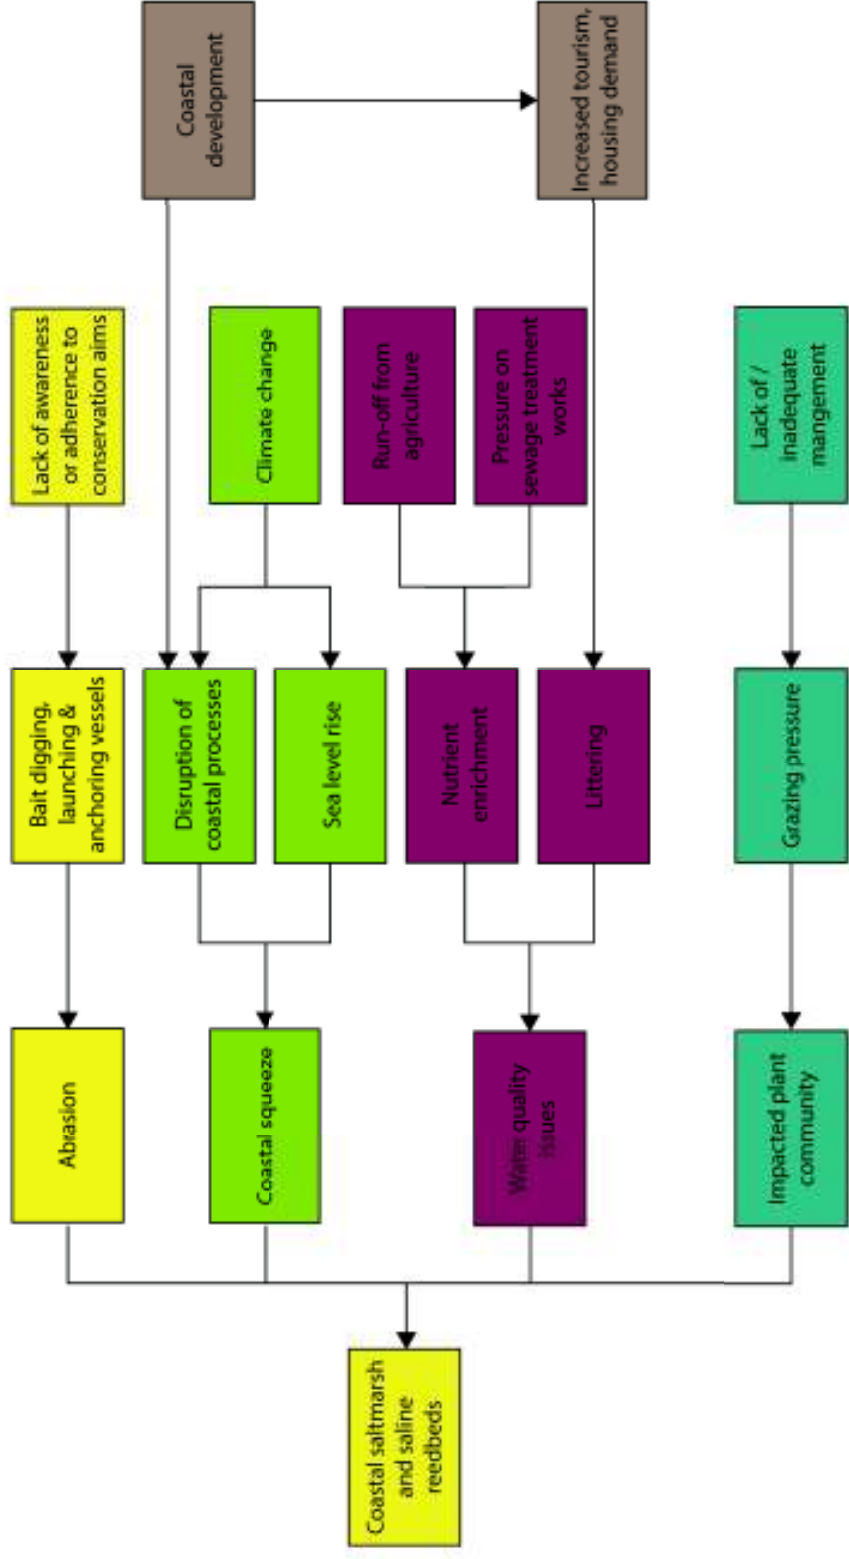 Abrasion
Bait digging,
launching &
anchoring vessels
Lack of awareness
or adherence to
conservation aims
Disruption of
coastal processes
Coastal
development
Coastal squeeze
Climate change
Sea level rise
Coastal saltmarsh
and saline
reedbeds
Run-off from
agriculture
Nutrient
enrichment
Water quality
issues
Pressure on
sewage treatment
works
Littering
Increased tourism,
housing demand
Impacted plant
community
Grazing pressure
Lack of /
inadequate
mangement